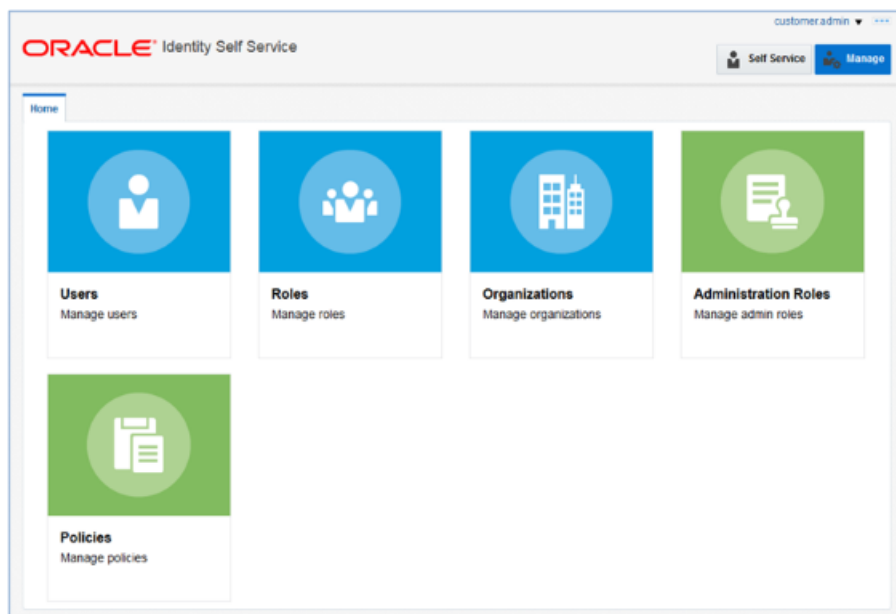 customer.admin
ORACLE Identity Self Service
Self Service
Manage
Home
Users
Manage users
Roles
Manage roles
Organizations
Manage organizations
Administration Roles
Manage admin roles
Policies
Manage policies